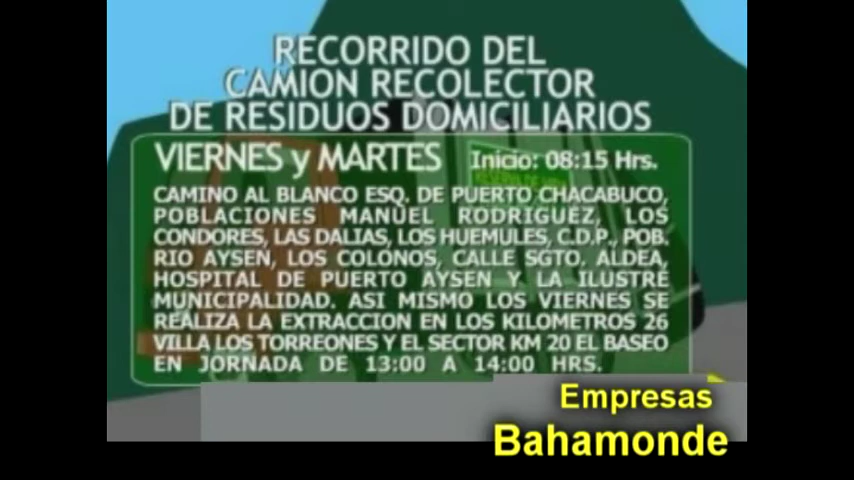 RECORRIDO DEL
CAMION RECOLECTOR
DE RESIDUOS DOMICILIARIOS
VIERNES y MARTES Inicio: 08:15 Hrs.
CAMINO AL BLANCO ESQ. DE PUERTO CHACABUCO,
POBLACIONES MANUEL RODRIGUEZ, LOS
CONDORES, LAS DALIAS, LOS HUEMULES, C.D.P., POB.
RIO AYSEN, LOS COLONOS, CALLE SGTO. ALDEA,
HOSPITAL DE PUERTO AYSEN Y LA ILUSTRE
MUNICIPALIDAD. ASI MISMO LOS VIERNES SE
REALIZA LA EXTRACCION EN LOS KILOMETROS 26
VILLA LOS TORREONES Y EL SECTOR KM 20 EL BASEO
EN JORNADA DE 13:00 A 14:00 HRS.
Empresas
Bahamonde